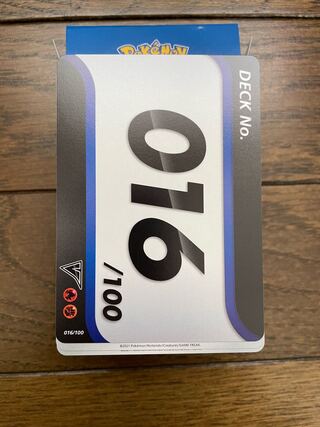 Pokémon
DECK No.
016
/100
016/100
©2021 Pokémon/Nintendo/Creatures/GAME FREAK.